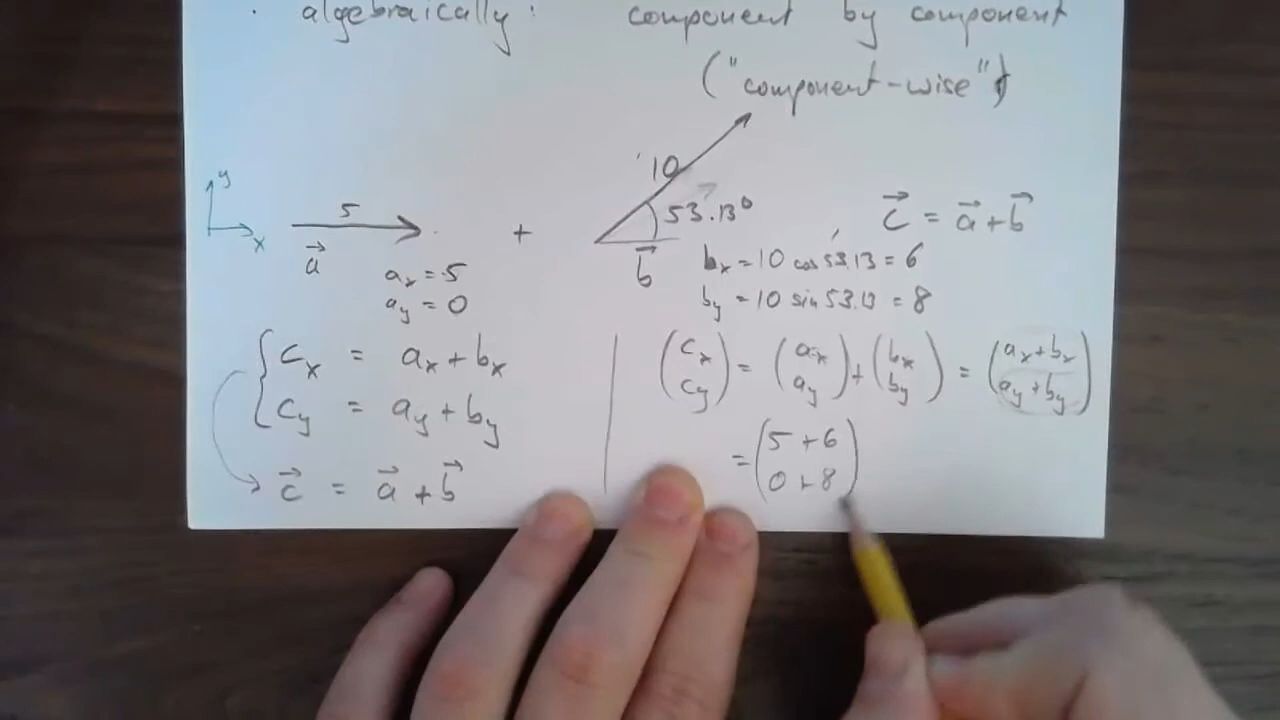 · algebraically: component by component
("component-wise")
y
x
5
a⃗
aₓ = 5
a_y = 0
+
10
53.13°
b⃗
c⃗ = a⃗ + b⃗
bₓ = 10 cos 53.13 = 6
b_y = 10 sin 53.13 = 8
{ cₓ = aₓ + bₓ
c_y = a_y + b_y
→ c⃗ = a⃗ + b⃗
(cₓ c_y) = (aₓ a_y) + (bₓ b_y) = (aₓ+bₓ a_y+b_y)
= (5 + 6 0 + 8)